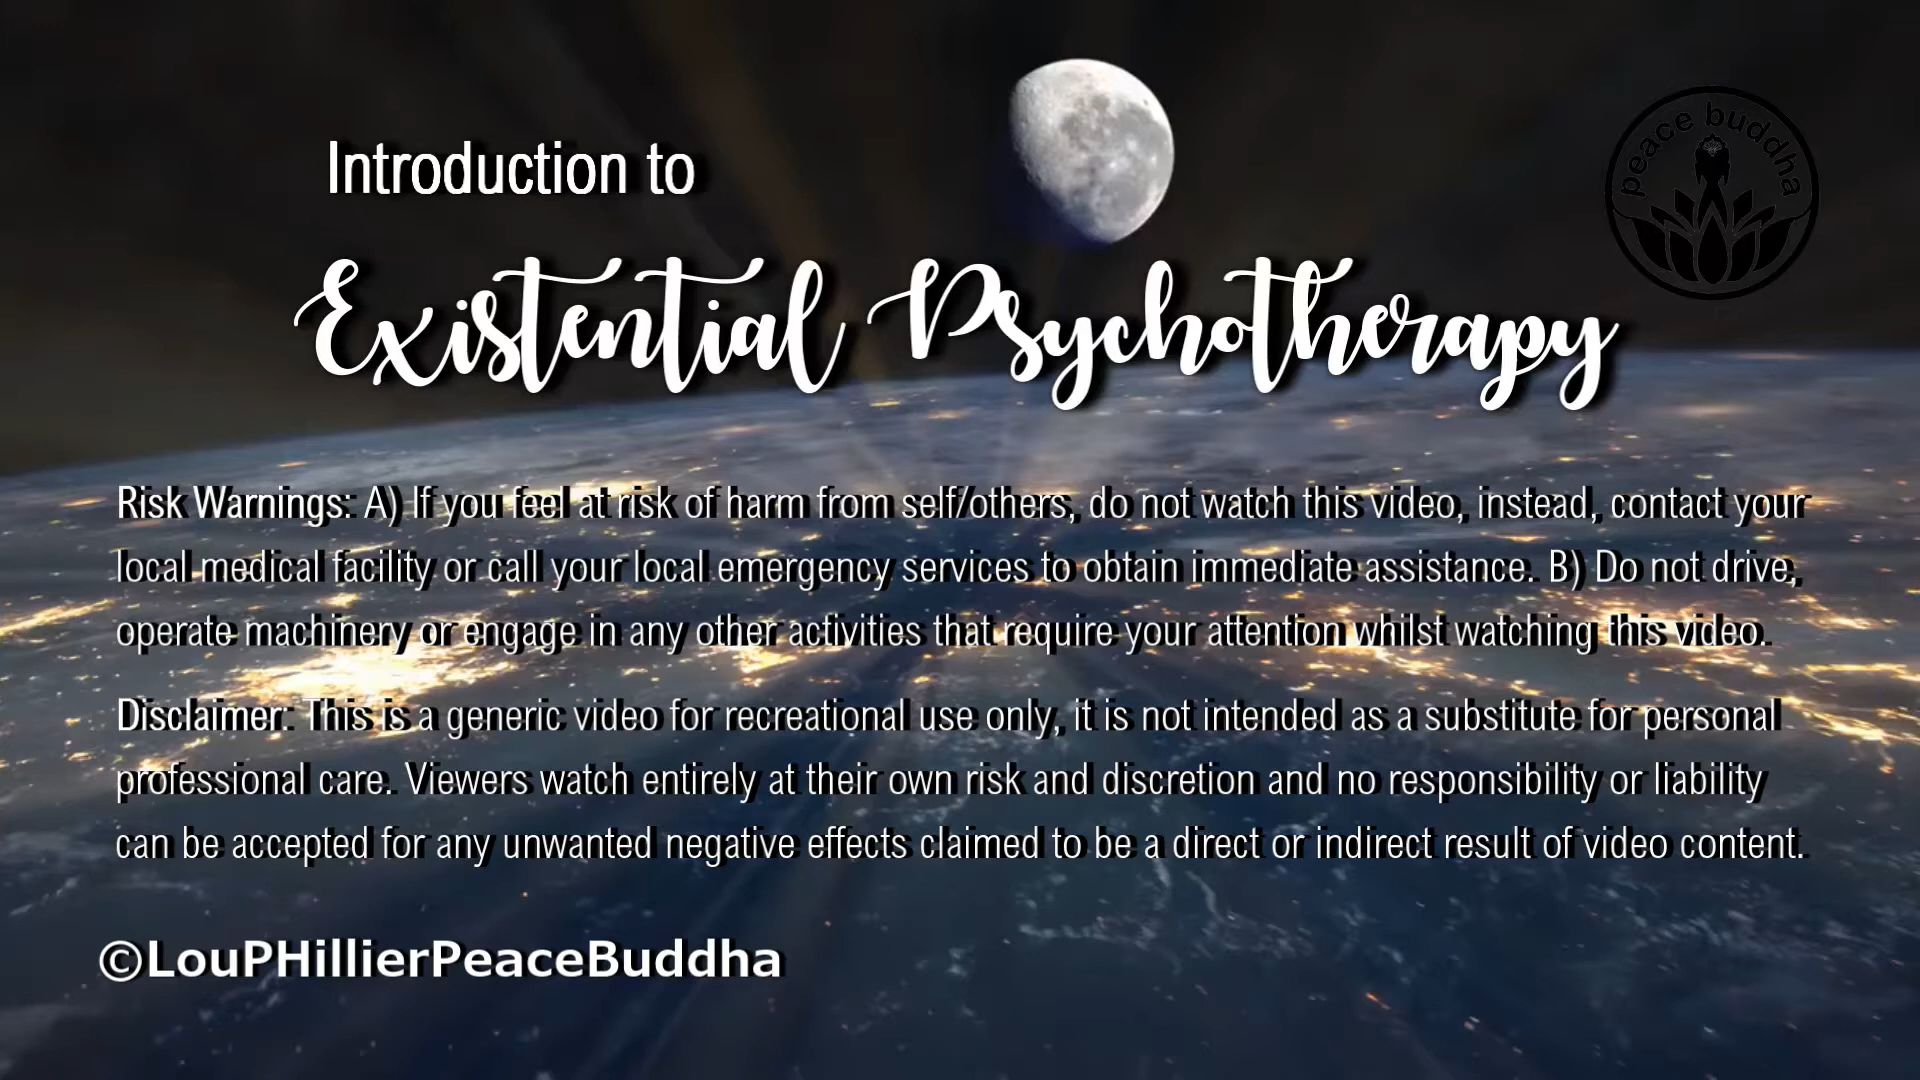 Introduction to
peace buddha
Existential Psychotherapy
Risk Warnings: A) If you feel at risk of harm from self/others, do not watch this video, instead, contact your
local medical facility or call your local emergency services to obtain immediate assistance. B) Do not drive,
operate machinery or engage in any other activities that require your attention whilst watching this video.
Disclaimer: This is a generic video for recreational use only, it is not intended as a substitute for personal
professional care. Viewers watch entirely at their own risk and discretion and no responsibility or liability
can be accepted for any unwanted negative effects claimed to be a direct or indirect result of video content.
©LouPHillierPeaceBuddha